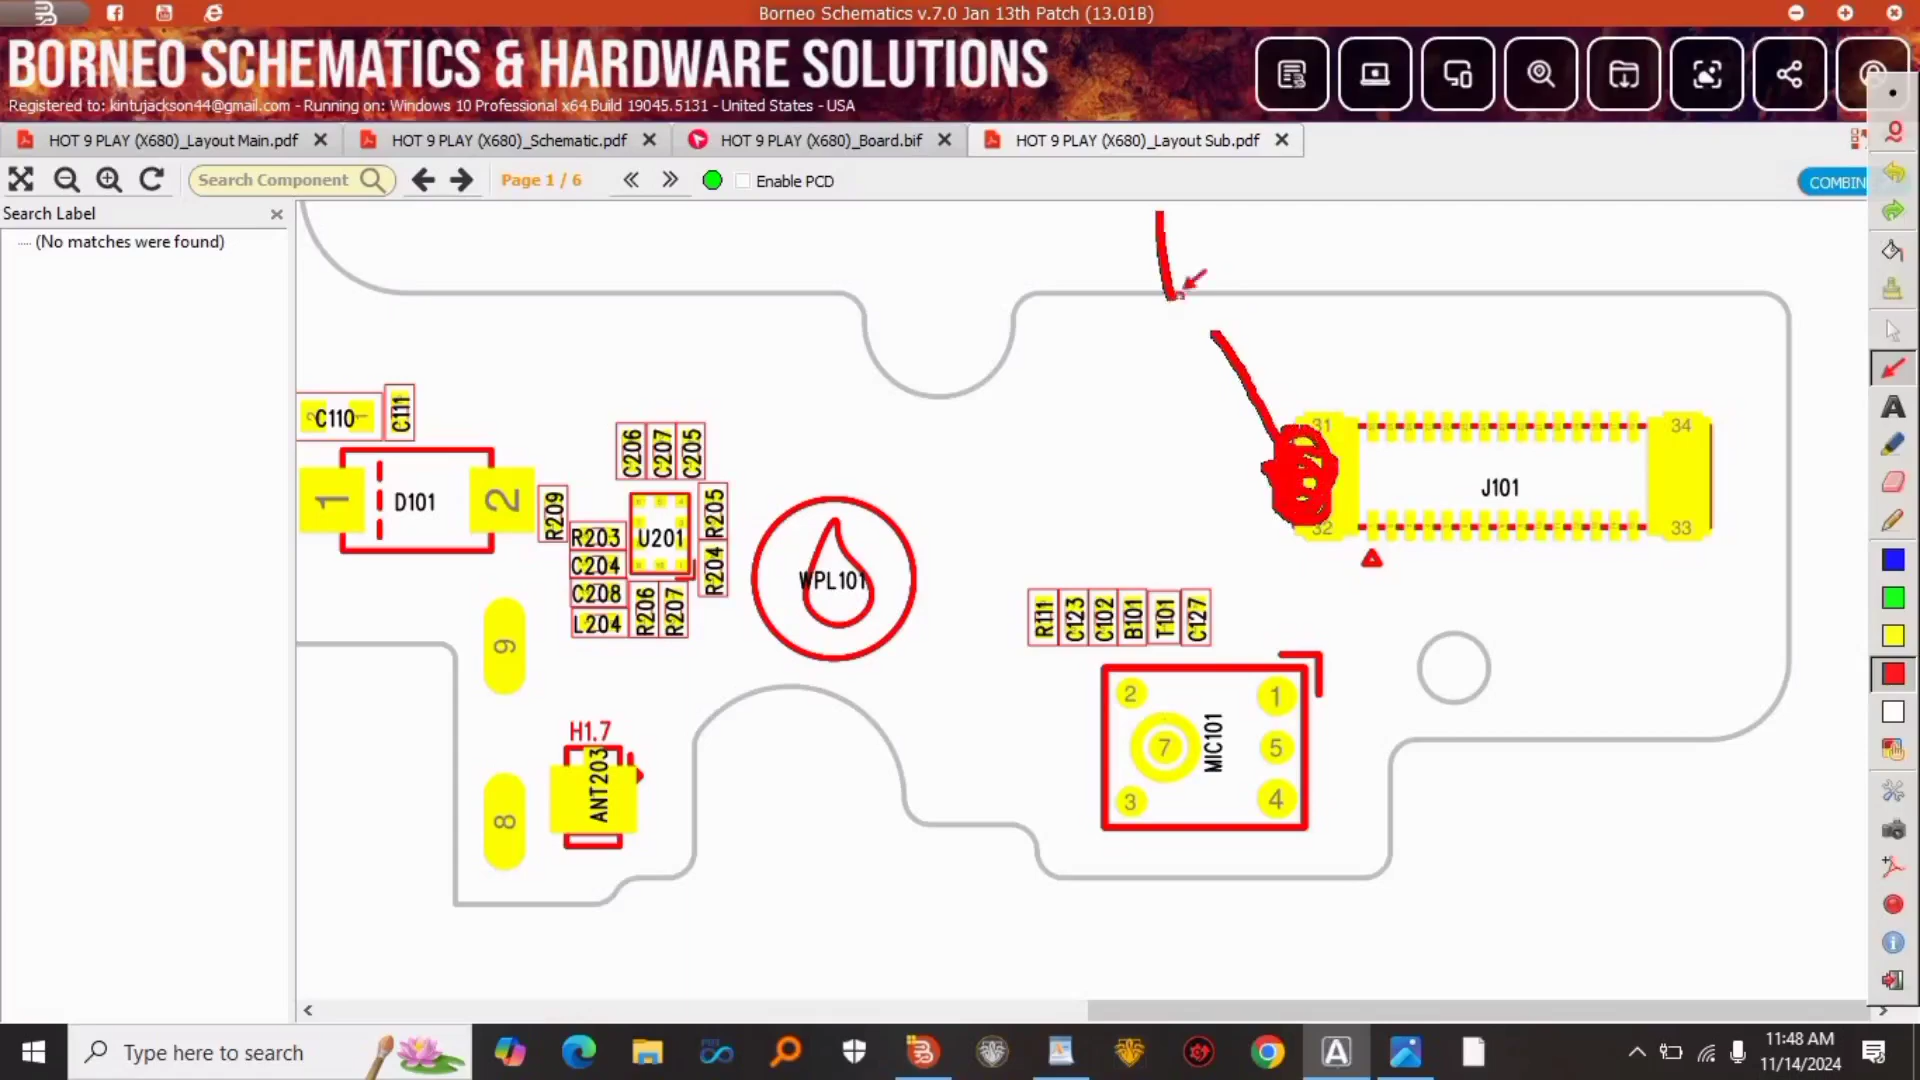 Borneo Schematics v.7.0 Jan 13th Patch (13.01B)
BORNEO SCHEMATICS & HARDWARE SOLUTIONS
Registered to: kintujackson44@gmail.com - Running on: Windows 10 Professional x64 Build 19045.5131 - United States - USA
HOT 9 PLAY (X680)_Layout Main.pdf
HOT 9 PLAY (X680)_Schematic.pdf
HOT 9 PLAY (X680)_Board.bif
HOT 9 PLAY (X680)_Layout Sub.pdf
Search Component
Page 1 / 6
Enable PCD
COMBIN
Search Label
(No matches were found)
2 C110 1
C111
1
D101
2
R209
C206
C207
C205
R203
C204
C208
L204
U201
R205
R204
R206
R207
WPL101
31
34
J101
32
33
R111
C123
C102
B101
T101
C127
9
8
H1.7
ANT203
2
1
7
MIC101
5
3
4
A
Type here to search
11:48 AM
11/14/2024